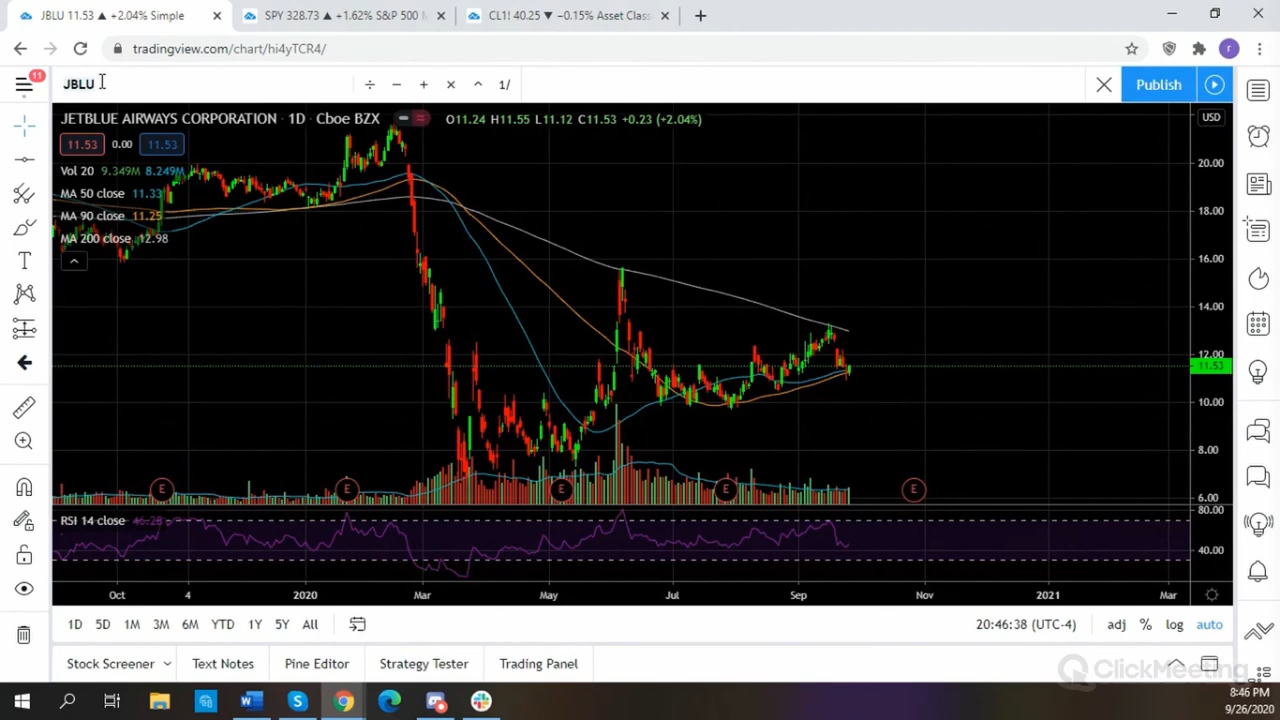 JBLU 11.53 ▲ +2.04% Simple
SPY 328.73 ▲ +1.62% S&P 500
CL1! 40.25 ▼ −0.15% Asset Class
tradingview.com/chart/hi4yTCR4/
r
11
JBLU
÷ − + × ^ 1/
Publish
JETBLUE AIRWAYS CORPORATION · 1D · Cboe BZX
O11.24 H11.55 L11.12 C11.53 +0.23 (+2.04%)
USD
11.53 0.00 11.53
Vol 20 9.349M 8.249M
MA 50 close 11.33
MA 90 close 11.25
MA 200 close 12.98
20.00
18.00
16.00
14.00
12.00
11.53
10.00
8.00
6.00
E E E E E
RSI 14 close 46.28
80.00
40.00
Oct 4 2020 Mar May Jul Sep Nov 2021 Mar
1D 5D 1M 3M 6M YTD 1Y 5Y All
20:46:38 (UTC-4) adj % log auto
Stock Screener Text Notes Pine Editor Strategy Tester Trading Panel
ClickMeeting
8:46 PM
9/26/2020